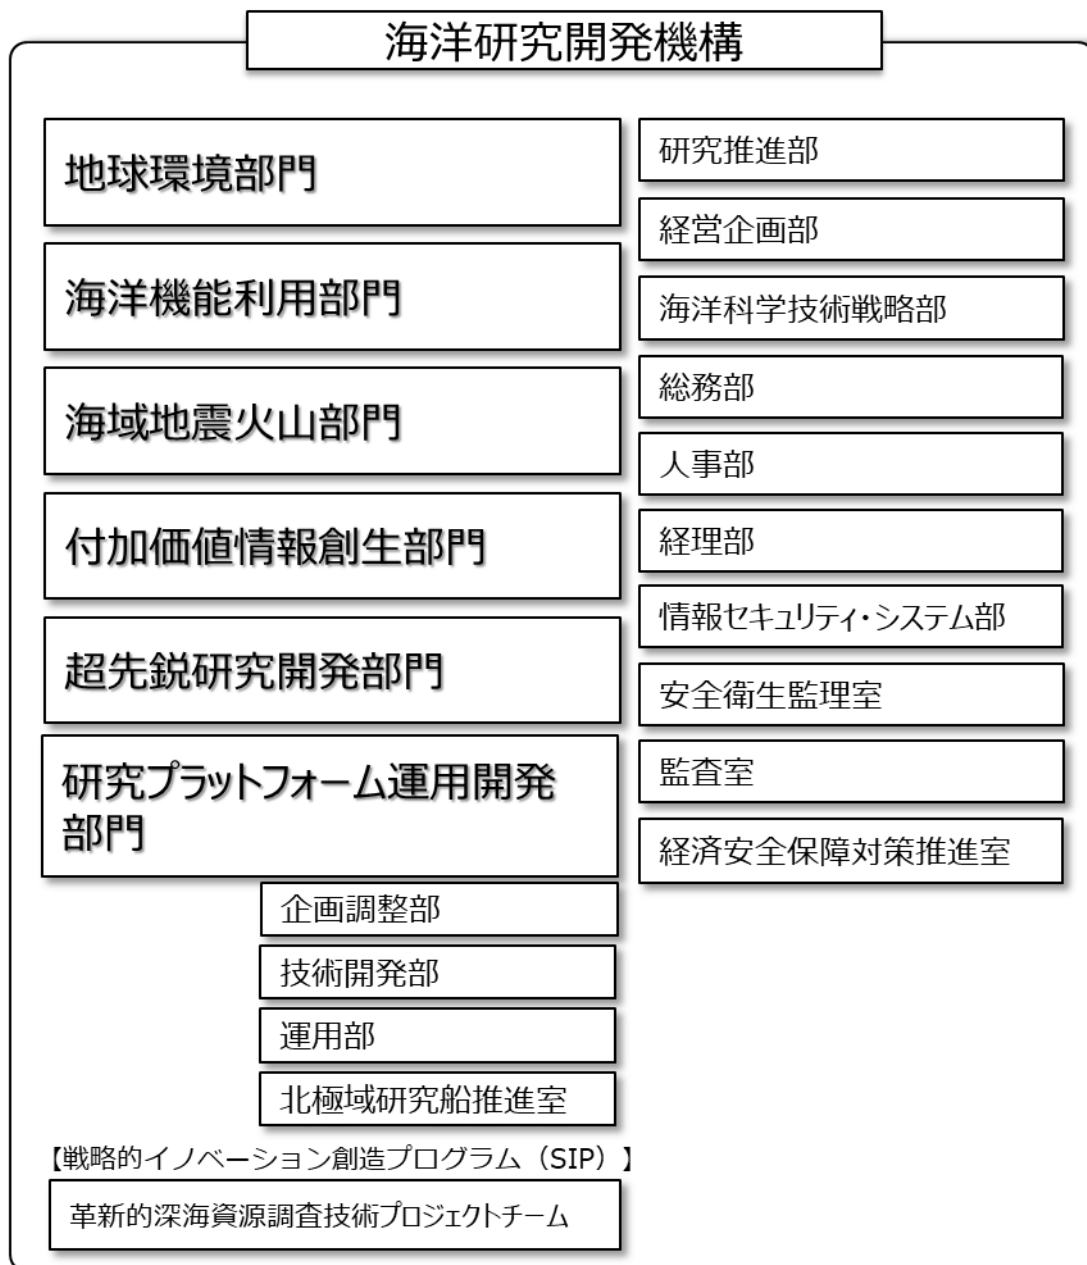 海洋研究開発機構
地球環境部門
海洋機能利用部門
海域地震火山部門
付加価値情報創生部門
超先鋭研究開発部門
研究プラットフォーム運用開発
部門
企画調整部
技術開発部
運用部
北極域研究船推進室
【戦略的イノベーション創造プログラム（SIP）】
革新的深海資源調査技術プロジェクトチーム
研究推進部
経営企画部
海洋科学技術戦略部
総務部
人事部
経理部
情報セキュリティ・システム部
安全衛生監理室
監査室
経済安全保障対策推進室